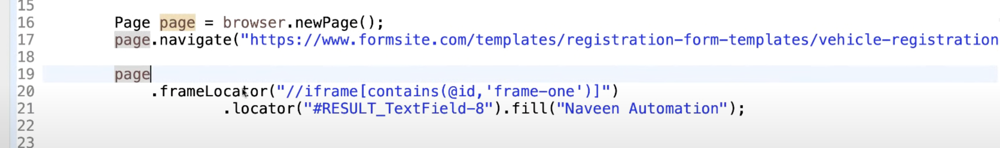 15
16 Page page = browser.newPage();
17 page.navigate("https://www.formsite.com/templates/registration-form-templates/vehicle-registration
18
19 page
20 .frameLocator("//iframe[contains(@id,'frame-one')]")
21 .locator("#RESULT_TextField-8").fill("Naveen Automation");
22
23